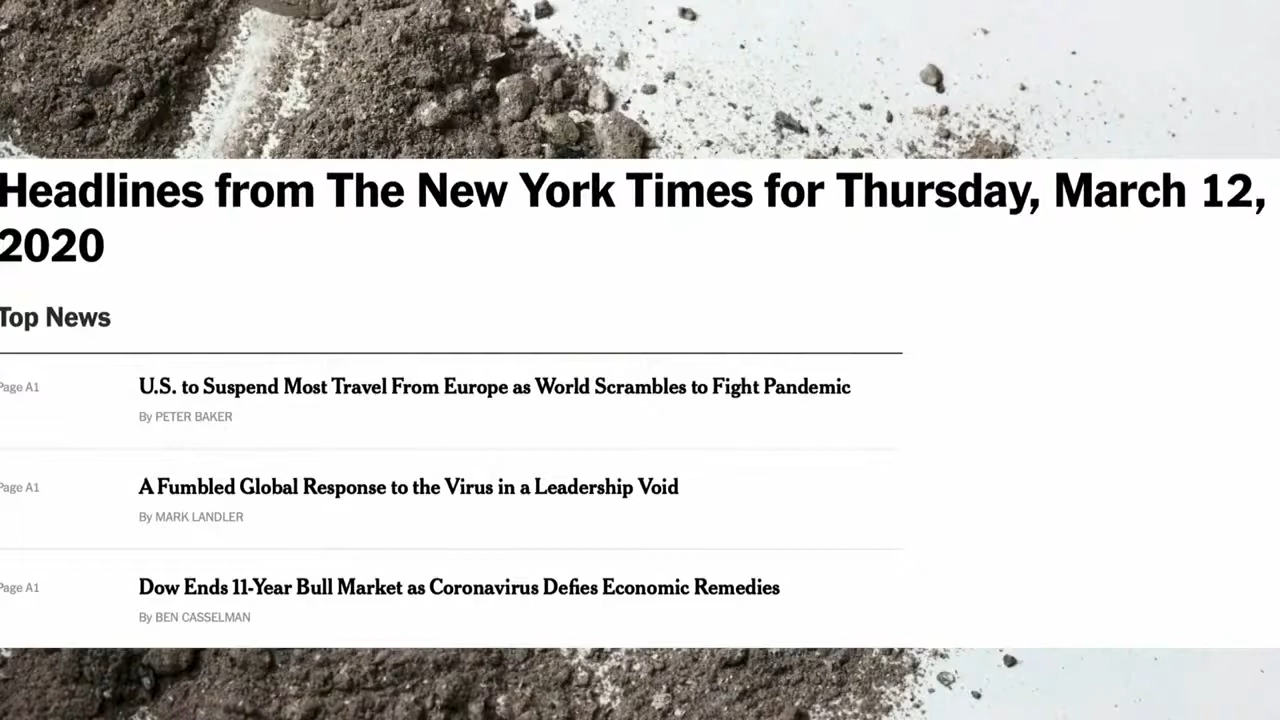 Headlines from The New York Times for Thursday, March 12,
2020
Top News
Page A1
U.S. to Suspend Most Travel From Europe as World Scrambles to Fight Pandemic
By PETER BAKER
Page A1
A Fumbled Global Response to the Virus in a Leadership Void
By MARK LANDLER
Page A1
Dow Ends 11-Year Bull Market as Coronavirus Defies Economic Remedies
By BEN CASSELMAN